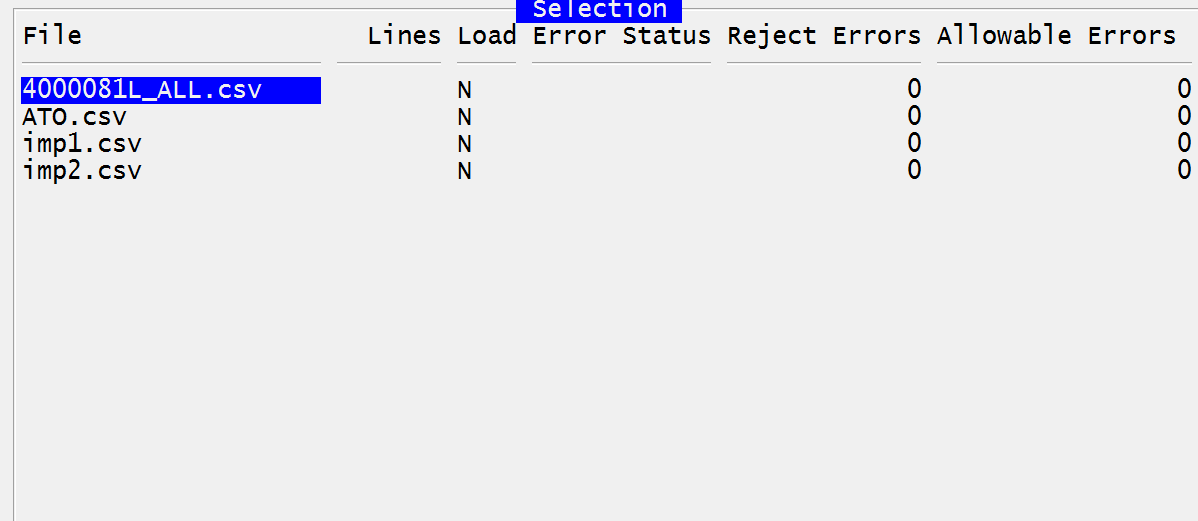 Selection
File Lines Load Error Status Reject Errors Allowable Errors
4000081L_ALL.csv N 0 0
ATO.csv N 0 0
imp1.csv N 0 0
imp2.csv N 0 0